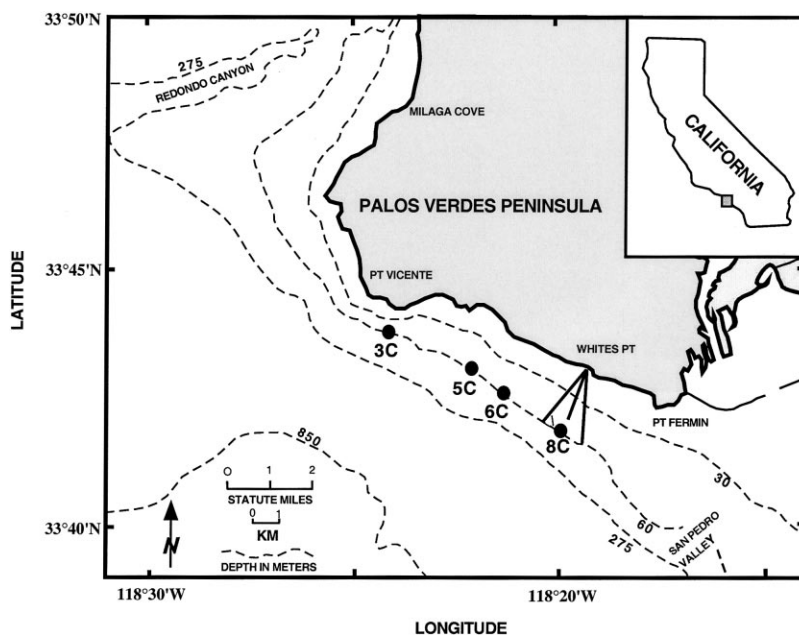 33°50'N
275
REDONDO CANYON
MILAGA COVE
CALIFORNIA
PALOS VERDES PENINSULA
LATITUDE
33°45'N
PT VICENTE
3C
WHITES PT
5C
6C
PT FERMIN
8C
850
30
0 1 2
STATUTE MILES
0 1
KM
60
SAN PEDRO
VALLEY
275
33°40'N
N
DEPTH IN METERS
118°30'W
118°20'W
LONGITUDE